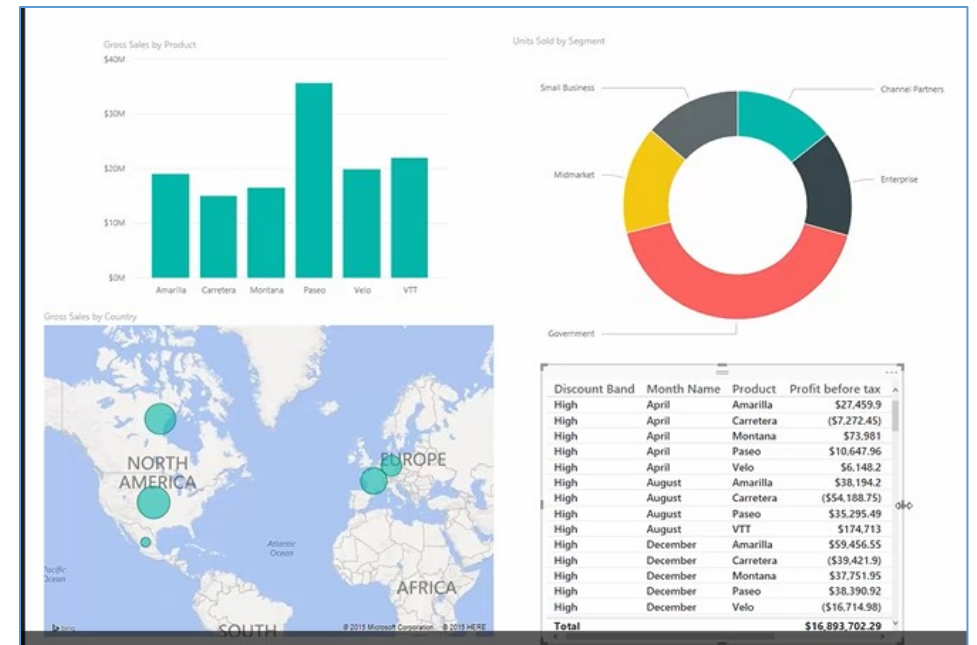 Gross Sales by Product
$40M
$30M
$20M
$10M
$0M
Amarilla Carretera Montana Paseo Velo VTT
Units Sold by Segment
Small Business
Channel Partners
Midmarket
Enterprise
Government
Gross Sales by Country
NORTH
AMERICA
EUROPE
Atlantic
Ocean
Pacific
Ocean
AFRICA
SOUTH
bing
© 2015 Microsoft Corporation © 2015 HERE
Discount Band Month Name Product Profit before tax
High April Amarilla $27,459.9
High April Carretera ($7,272.45)
High April Montana $73,981
High April Paseo $10,647.96
High April Velo $6,148.2
High August Amarilla $38,194.2
High August Carretera ($54,188.75)
High August Paseo $35,295.49
High August VTT $174,713
High December Amarilla $59,456.55
High December Carretera ($39,421.9)
High December Montana $37,751.95
High December Paseo $38,390.92
High December Velo ($16,714.98)
Total $16,893,702.29